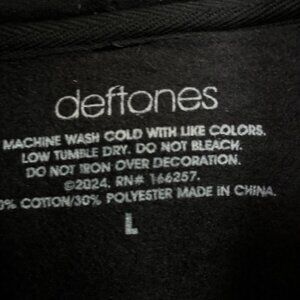 deftones
MACHINE WASH COLD WITH LIKE COLORS.
LOW TUMBLE DRY. DO NOT BLEACH.
DO NOT IRON OVER DECORATION.
©2024. RN# 166257.
0% COTTON/30% POLYESTER MADE IN CHINA.
L